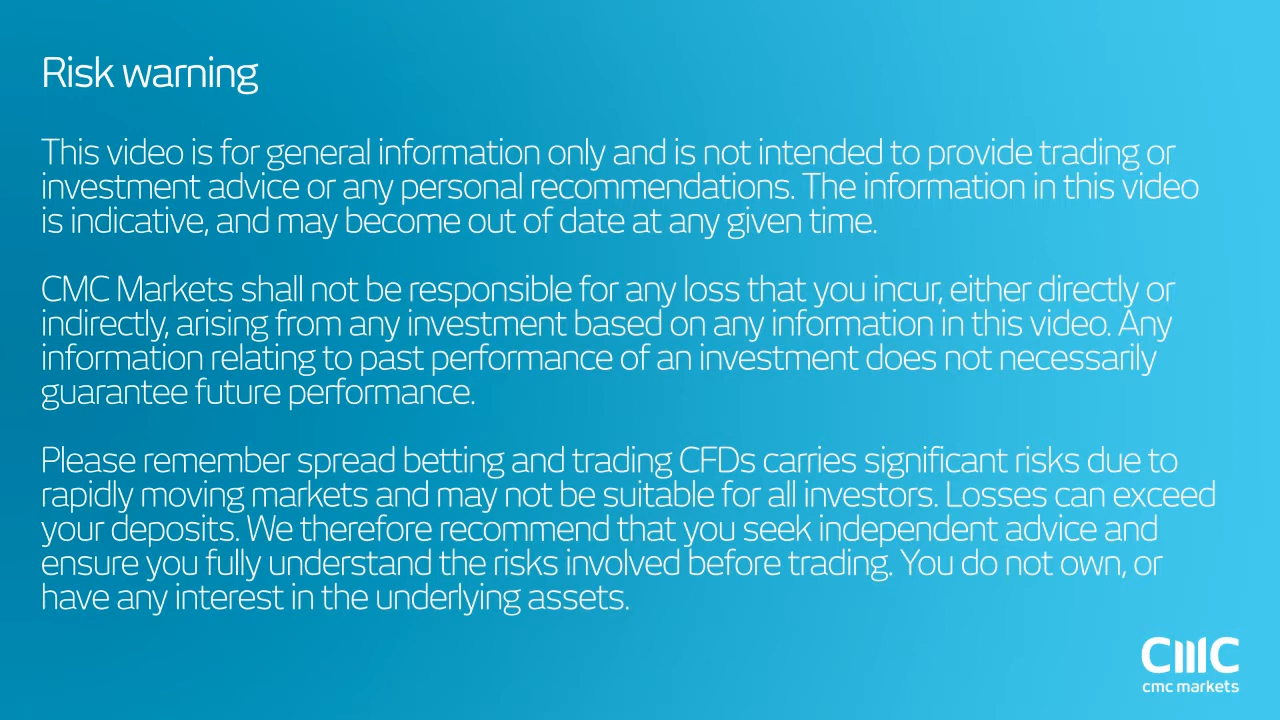 Risk warning
This video is for general information only and is not intended to provide trading or
investment advice or any personal recommendations. The information in this video
is indicative, and may become out of date at any given time.
CMC Markets shall not be responsible for any loss that you incur, either directly or
indirectly, arising from any investment based on any information in this video. Any
information relating to past performance of an investment does not necessarily
guarantee future performance.
Please remember spread betting and trading CFDs carries significant risks due to
rapidly moving markets and may not be suitable for all investors. Losses can exceed
your deposits. We therefore recommend that you seek independent advice and
ensure you fully understand the risks involved before trading. You do not own, or
have any interest in the underlying assets.
CMC
cmc markets